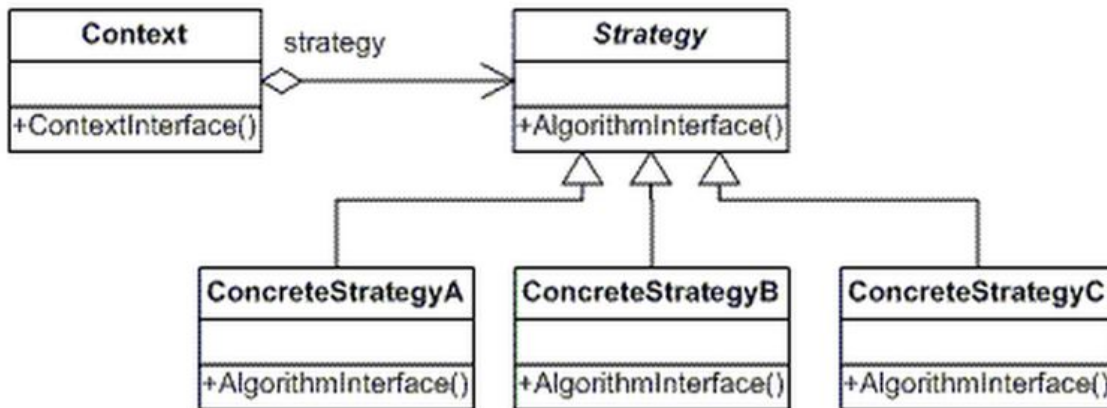 Context
strategy
Strategy
+ContextInterface()
+AlgorithmInterface()
ConcreteStrategyA
ConcreteStrategyB
ConcreteStrategyC
+AlgorithmInterface()
+AlgorithmInterface()
+AlgorithmInterface()